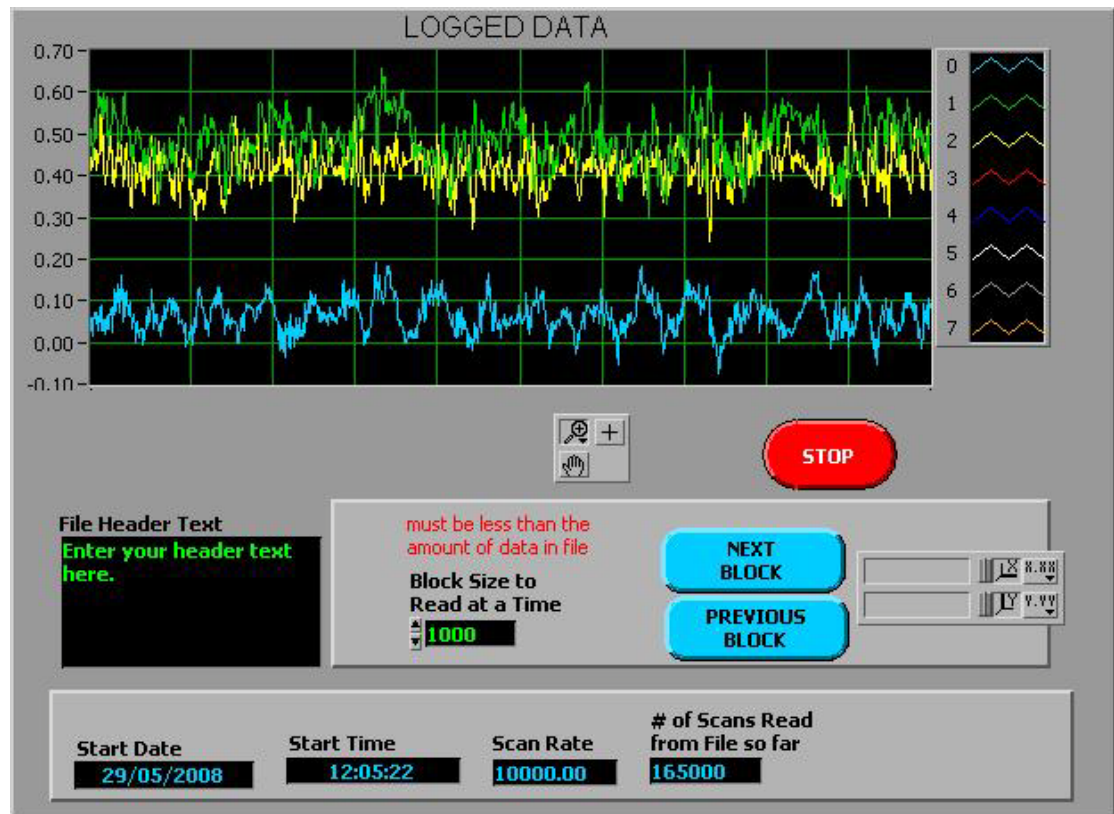 LOGGED DATA
0.70
0.60
0.50
0.40
0.30
0.20
0.10
0.00
-0.10
0
1
2
3
4
5
6
7
STOP
File Header Text
Enter your header text
here.
must be less than the
amount of data in file
Block Size to
Read at a Time
1000
NEXT
BLOCK
PREVIOUS
BLOCK
X X.XX
Y Y.YY
Start Date
29/05/2008
Start Time
12:05:22
Scan Rate
10000.00
# of Scans Read
from File so far
165000